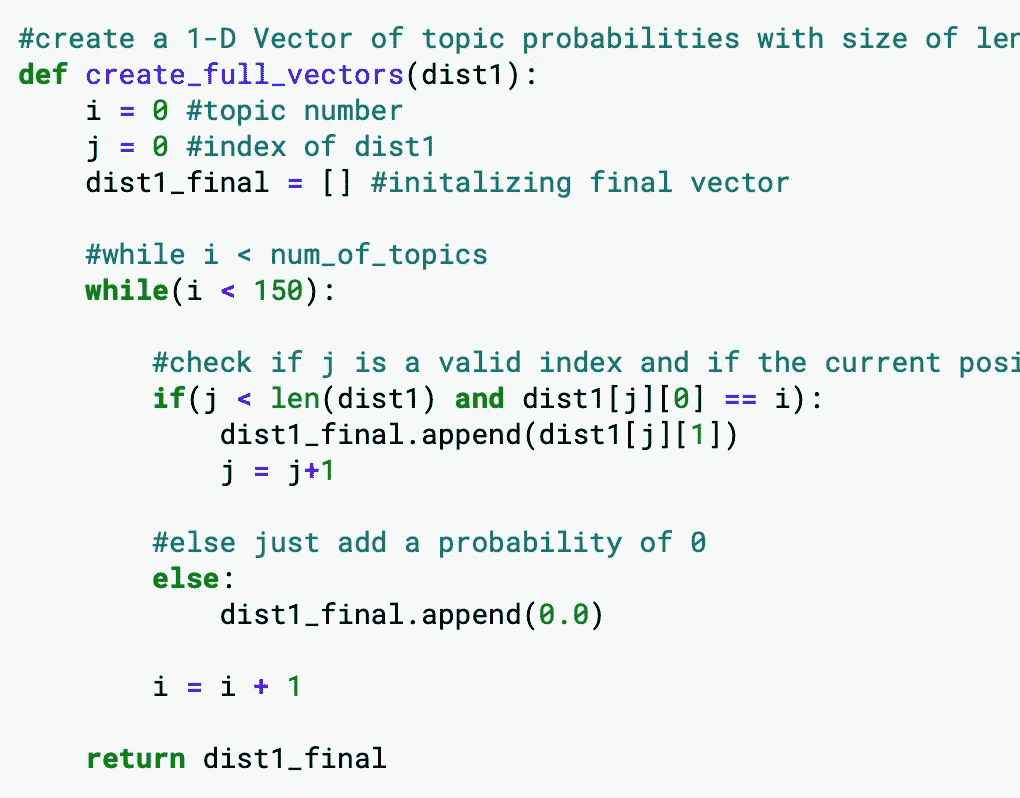 #create a 1-D Vector of topic probabilities with size of
def create_full_vectors(dist1):
    i = 0 #topic number
    j = 0 #index of dist1
    dist1_final = [] #initalizing final vector
    #while i < num_of_topics
    while(i < 150):
        #check if j is a valid index and if the current
        if(j < len(dist1) and dist1[j][0] == i):
            dist1_final.append(dist1[j][1])
            j = j+1
        #else just add a probability of 0
        else:
            dist1_final.append(0.0)
        i = i + 1
    return dist1_final